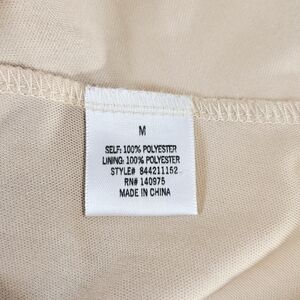 M
SELF: 100% POLYESTER
LINING: 100% POLYESTER
STYLE# 844211152
RN# 140975
MADE IN CHINA